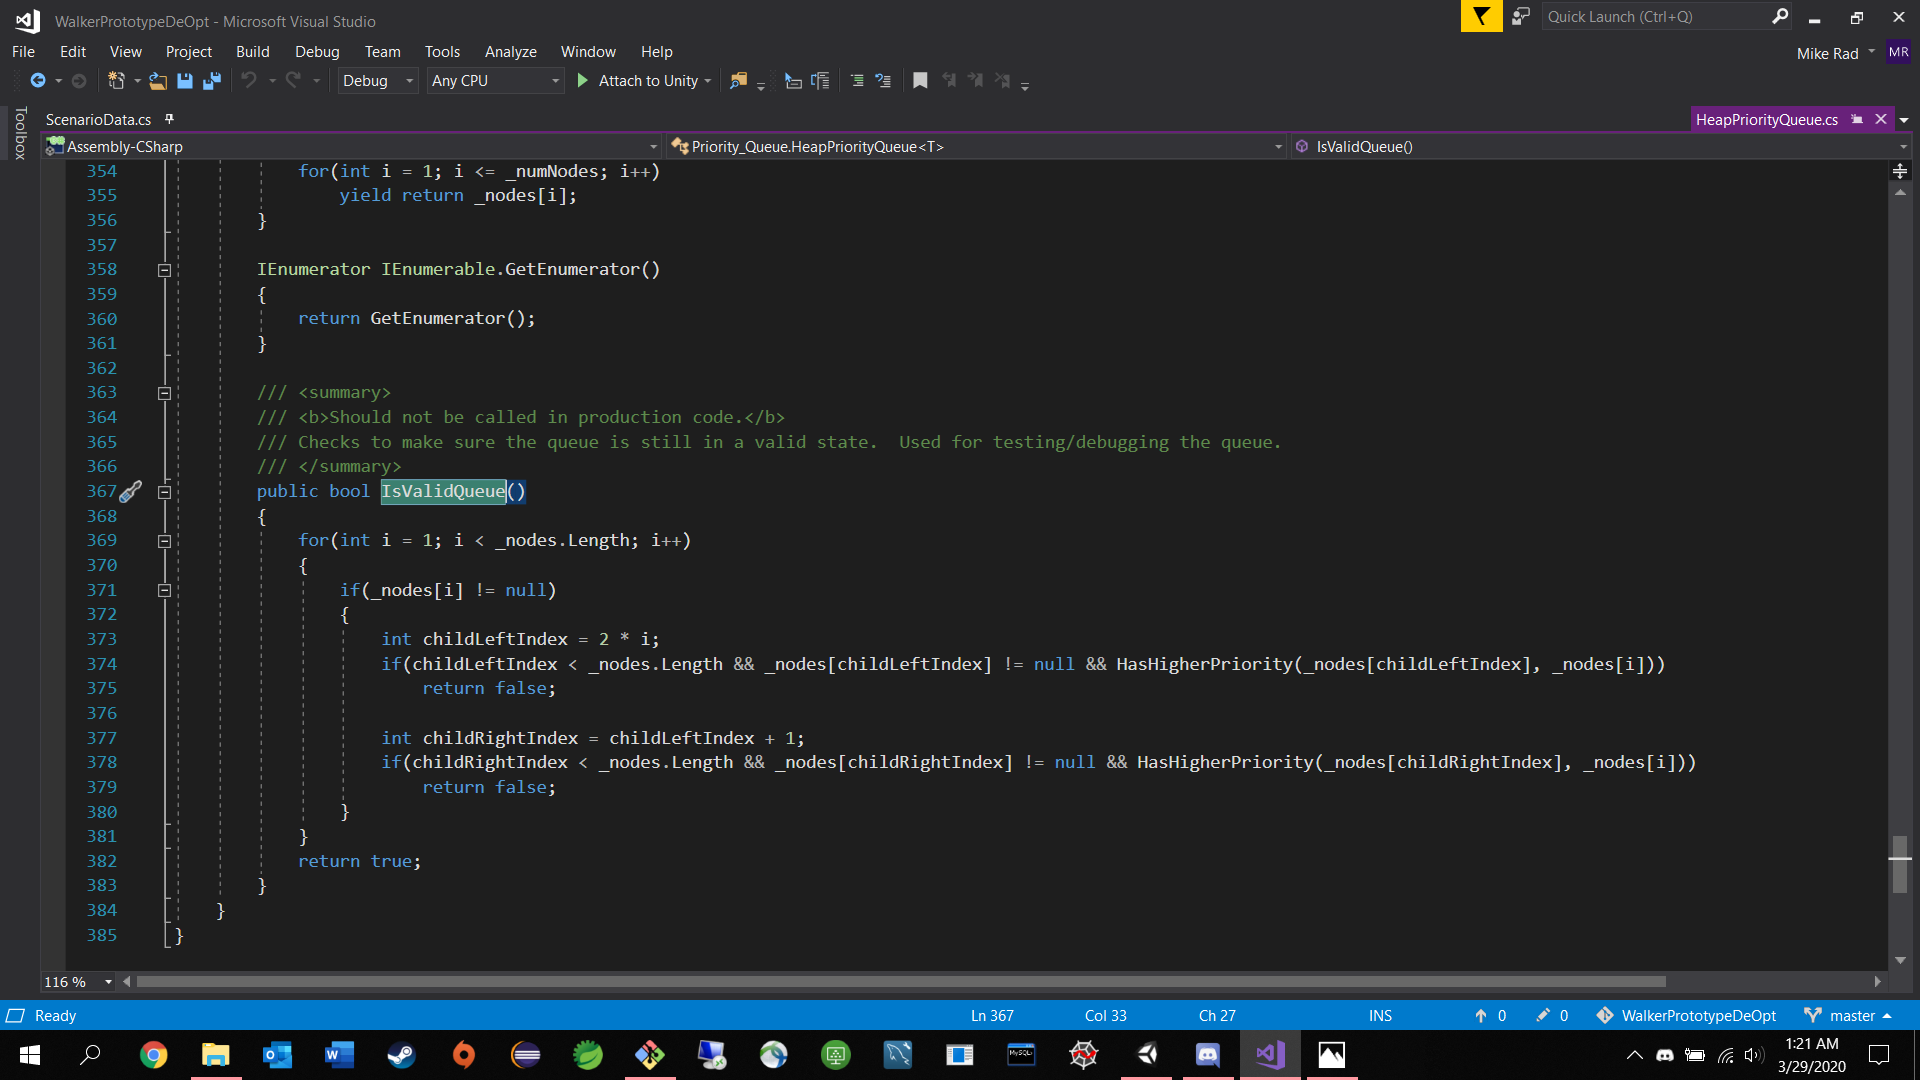 WalkerPrototypeDeOpt - Microsoft Visual Studio
Quick Launch (Ctrl+Q)
File Edit View Project Build Debug Team Tools Analyze Window Help
Mike Rad MR
Debug Any CPU Attach to Unity
Toolbox
ScenarioData.cs HeapPriorityQueue.cs
Assembly-CSharp Priority_Queue.HeapPriorityQueue<T> IsValidQueue()
354 for(int i = 1; i <= _numNodes; i++)
355 yield return _nodes[i];
356 }
357
358 IEnumerator IEnumerable.GetEnumerator()
359 {
360 return GetEnumerator();
361 }
362
363 /// <summary>
364 /// <b>Should not be called in production code.</b>
365 /// Checks to make sure the queue is still in a valid state.  Used for testing/debugging the queue.
366 /// </summary>
367 public bool IsValidQueue()
368 {
369 for(int i = 1; i < _nodes.Length; i++)
370 {
371 if(_nodes[i] != null)
372 {
373 int childLeftIndex = 2 * i;
374 if(childLeftIndex < _nodes.Length && _nodes[childLeftIndex] != null && HasHigherPriority(_nodes[childLeftIndex], _nodes[i]))
375 return false;
376
377 int childRightIndex = childLeftIndex + 1;
378 if(childRightIndex < _nodes.Length && _nodes[childRightIndex] != null && HasHigherPriority(_nodes[childRightIndex], _nodes[i]))
379 return false;
380 }
381 }
382 return true;
383 }
384 }
385 }
116 %
Ready Ln 367 Col 33 Ch 27 INS 0 0 WalkerPrototypeDeOpt master
MySQL
1:21 AM
3/29/2020